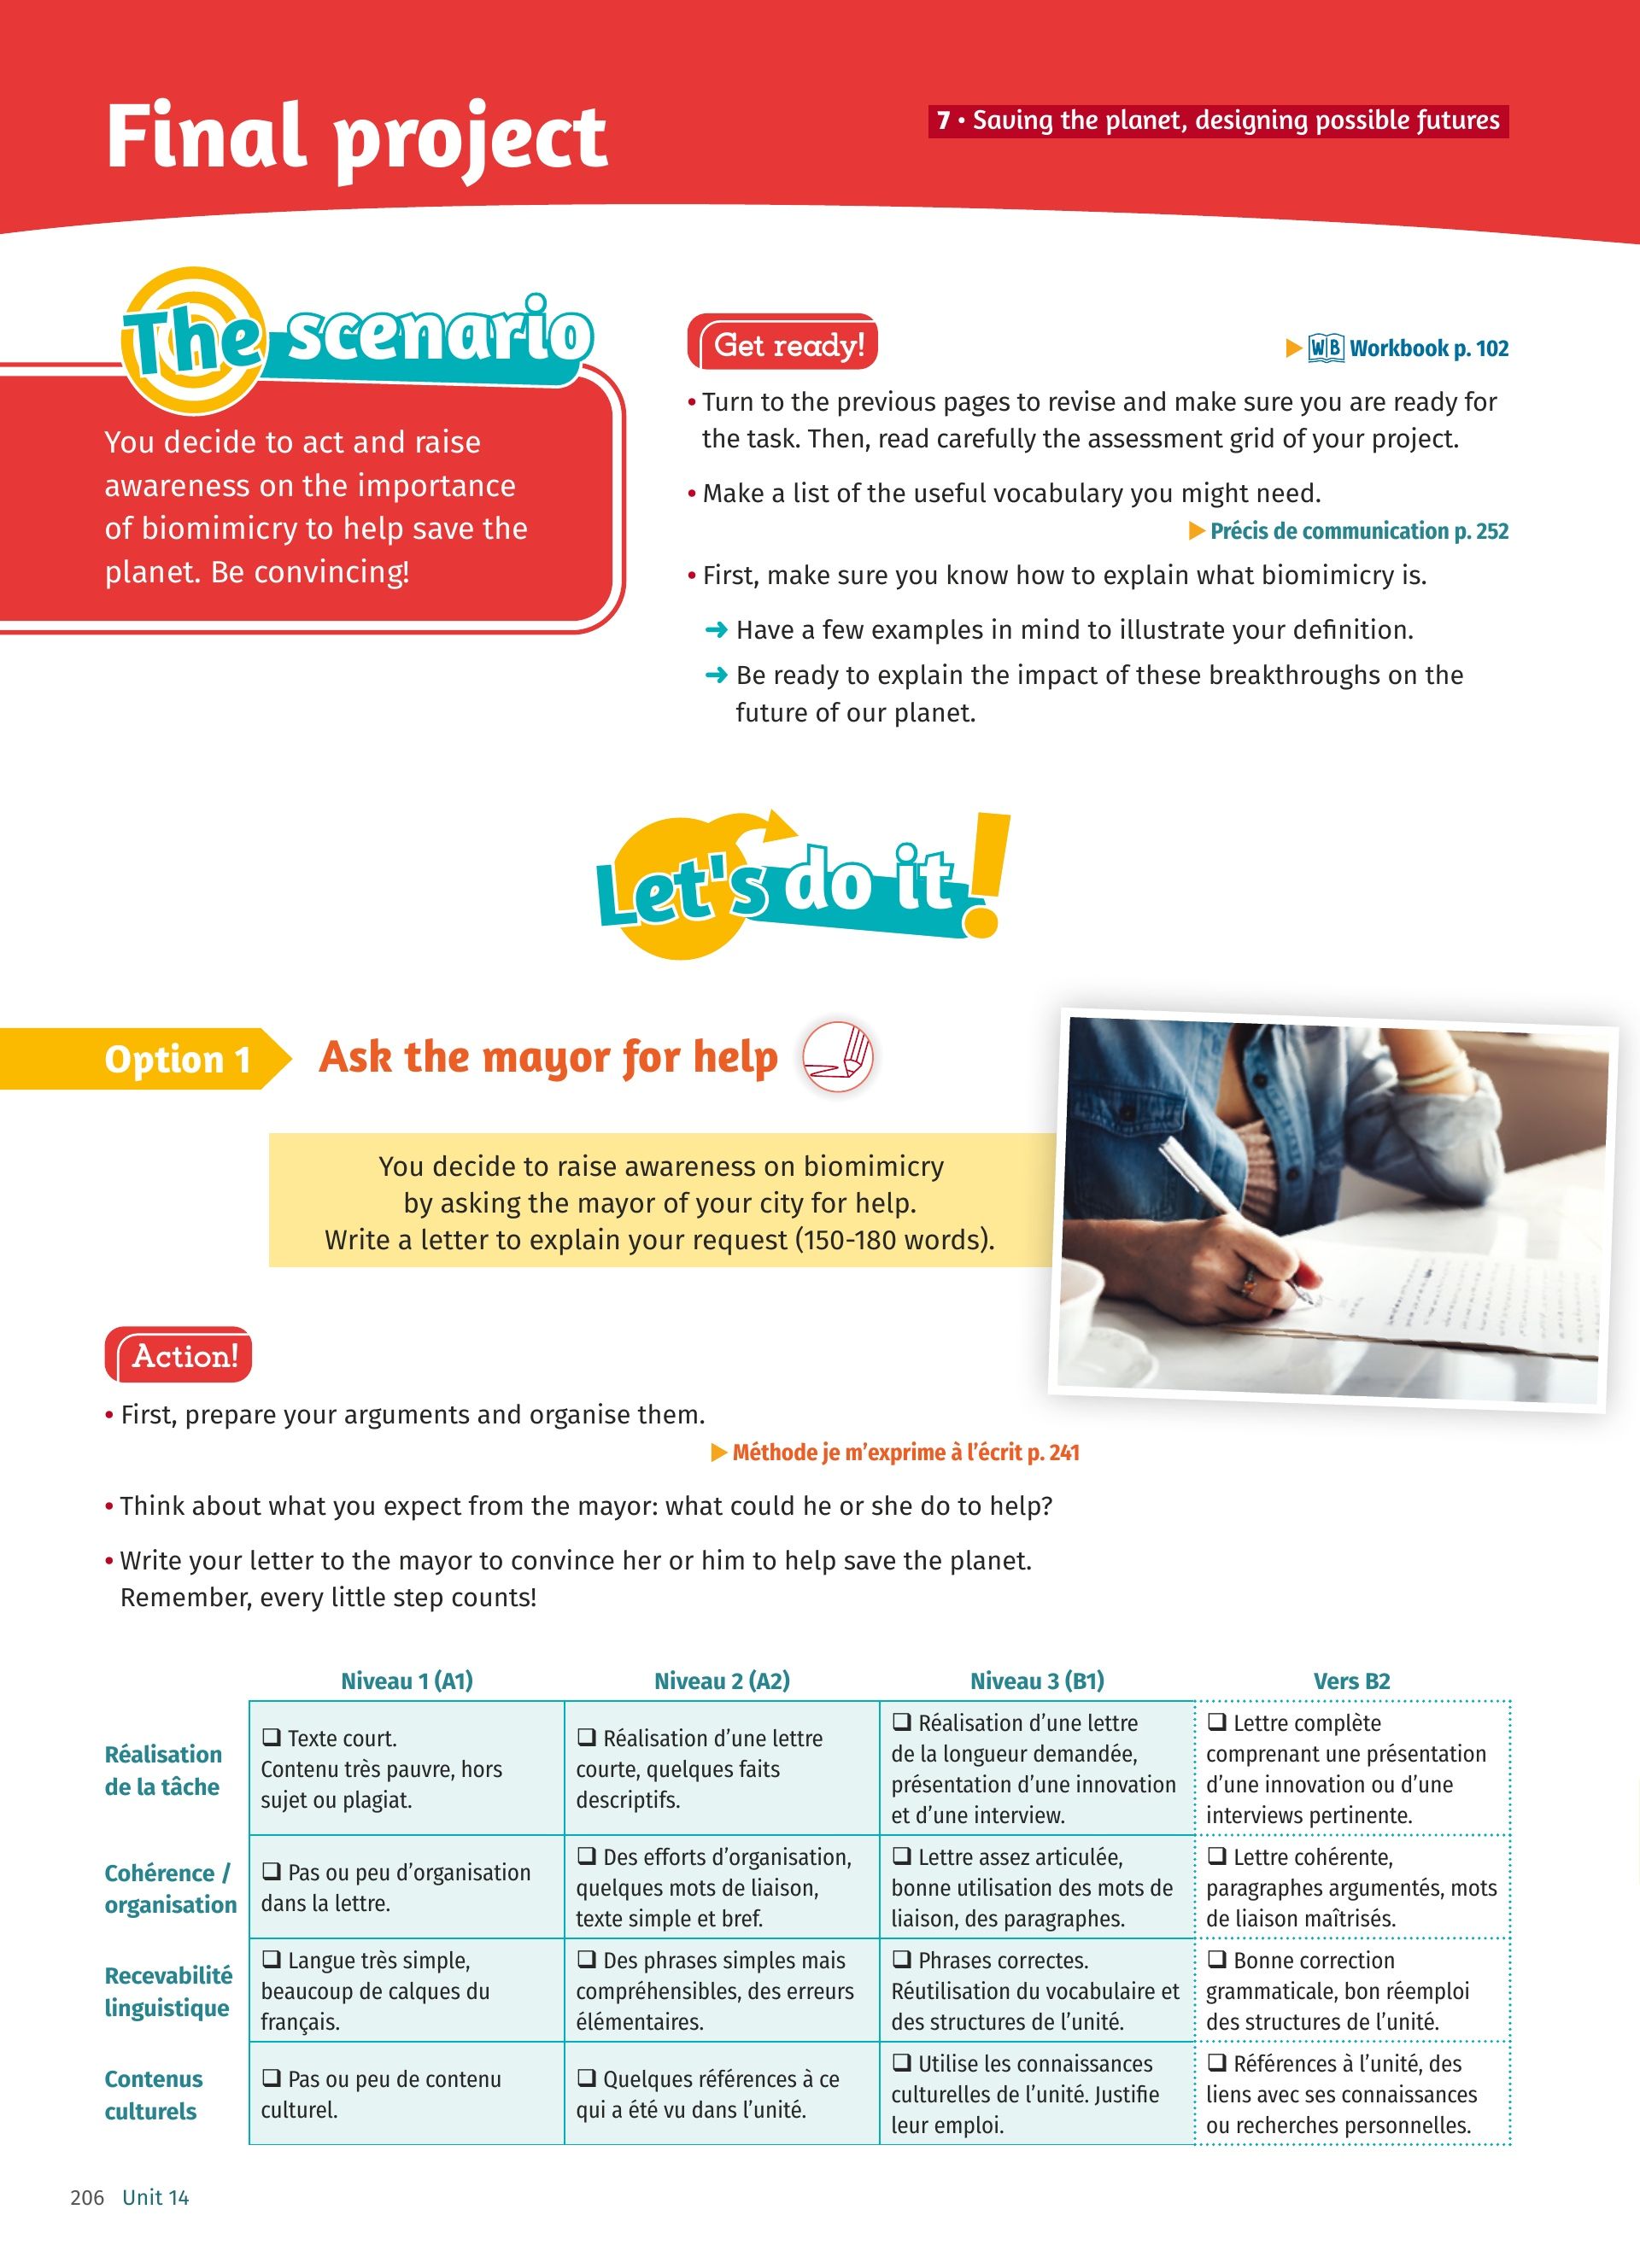 Final project
7 • Saving the planet, designing possible futures
The scenario
You decide to act and raise
awareness on the importance
of biomimicry to help save the
planet. Be convincing!
Get ready!
▶ WB Workbook p. 102
• Turn to the previous pages to revise and make sure you are ready for
the task. Then, read carefully the assessment grid of your project.
• Make a list of the useful vocabulary you might need.
▶ Précis de communication p. 252
• First, make sure you know how to explain what biomimicry is.
➜ Have a few examples in mind to illustrate your definition.
➜ Be ready to explain the impact of these breakthroughs on the
future of our planet.
Let's do it!
Option 1
Ask the mayor for help
You decide to raise awareness on biomimicry
by asking the mayor of your city for help.
Write a letter to explain your request (150-180 words).
Action!
• First, prepare your arguments and organise them.
▶ Méthode je m'exprime à l'écrit p. 241
• Think about what you expect from the mayor: what could he or she do to help?
• Write your letter to the mayor to convince her or him to help save the planet.
Remember, every little step counts!
Niveau 1 (A1)
Niveau 2 (A2)
Niveau 3 (B1)
Vers B2
Réalisation
de la tâche
❑ Texte court.
Contenu très pauvre, hors
sujet ou plagiat.
❑ Réalisation d'une lettre
courte, quelques faits
descriptifs.
❑ Réalisation d'une lettre
de la longueur demandée,
présentation d'une innovation
et d'une interview.
❑ Lettre complète
comprenant une présentation
d'une innovation ou d'une
interviews pertinente.
Cohérence /
organisation
❑ Pas ou peu d'organisation
dans la lettre.
❑ Des efforts d'organisation,
quelques mots de liaison,
texte simple et bref.
❑ Lettre assez articulée,
bonne utilisation des mots de
liaison, des paragraphes.
❑ Lettre cohérente,
paragraphes argumentés, mots
de liaison maîtrisés.
Recevabilité
linguistique
❑ Langue très simple,
beaucoup de calques du
français.
❑ Des phrases simples mais
compréhensibles, des erreurs
élémentaires.
❑ Phrases correctes.
Réutilisation du vocabulaire et
des structures de l'unité.
❑ Bonne correction
grammaticale, bon réemploi
des structures de l'unité.
Contenus
culturels
❑ Pas ou peu de contenu
culturel.
❑ Quelques références à ce
qui a été vu dans l'unité.
❑ Utilise les connaissances
culturelles de l'unité. Justifie
leur emploi.
❑ Références à l'unité, des
liens avec ses connaissances
ou recherches personnelles.
206 Unit 14